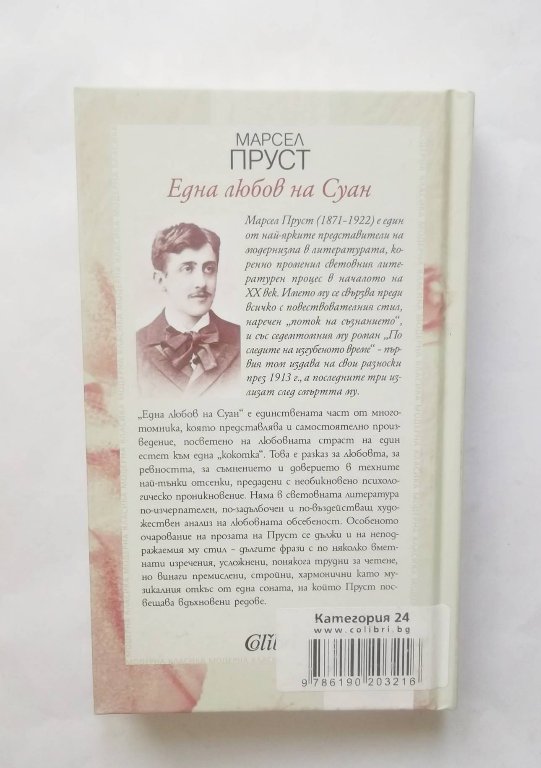 МАРСЕЛ
ПРУСТ
Една любов на Суан
Марсел Пруст (1871-1922) е един
от най-ярките представители на
модернизма в литературата, ко-
ренно променил световния лите-
ратурен процес в началото на
XX век. Името му се свързва преди
всичко с повествователния стил,
наречен „поток на съзнанието“,
и със седемтомния му роман „По
следите на изгубеното време“ - пър-
вия том издава на свои разноски
през 1913 г., а последните три из-
лизат след смъртта му.
„Една любов на Суан“ е единствената част от много-
томника, която представлява и самостоятелно произ-
ведение, посветено на любовната страст на един
естет към една „кокотка“. Това е разказ за любовта, за
ревността, за съмнението и доверието в техните
най-тънки отсенки, предадени с необикновено психоло-
гическо проникновение. Няма в световната литература
по-изчерпателен, по-задълбочен и по-въздействащ худо-
жествен анализ на любовната обсебеност. Особеното
очарование на прозата на Пруст се дължи и на непод-
ражаемия му стил - дългите фрази с по няколко вмет-
нати изречения, усложнени, понякога трудни за четене,
но винаги премислени, стройни, хармонични като му-
зикалния откъс от една соната, на който Пруст пос-
вещава вдъхновени редове.
Colib
Категория 24
www.colibri.bg
9 786190 203216